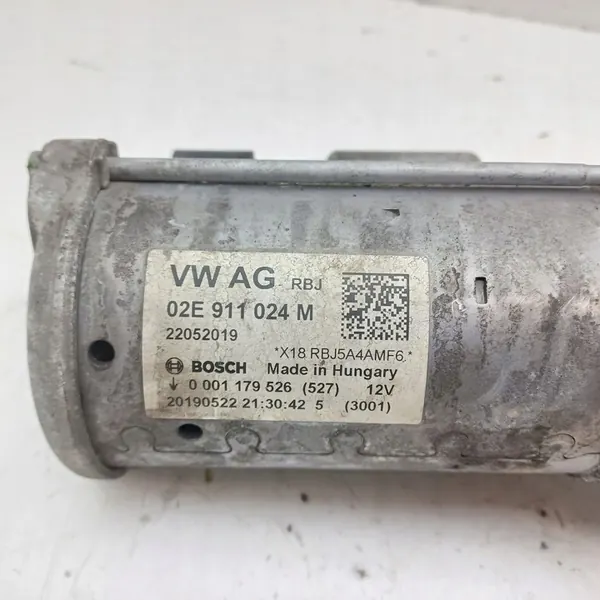 VW AG RBJ
02E 911 024 M
22052019
*X18 RBJ5A4AMF6.*
BOSCH Made in Hungary
↓ 0 001 179 526 (527) 12V
20190522 21:30:42 5 (3001)